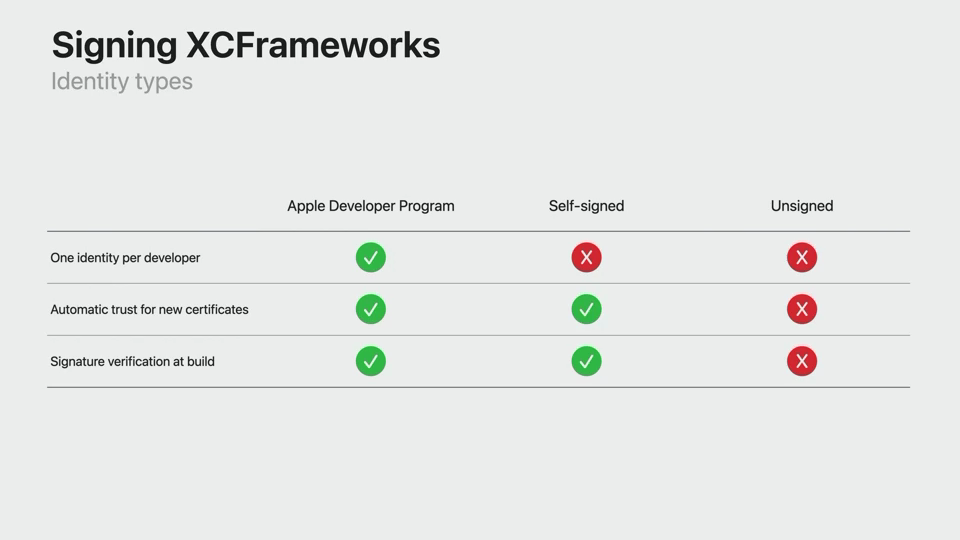 Signing XCFrameworks
Identity types
Apple Developer Program Self-signed Unsigned
One identity per developer
Automatic trust for new certificates
Signature verification at build